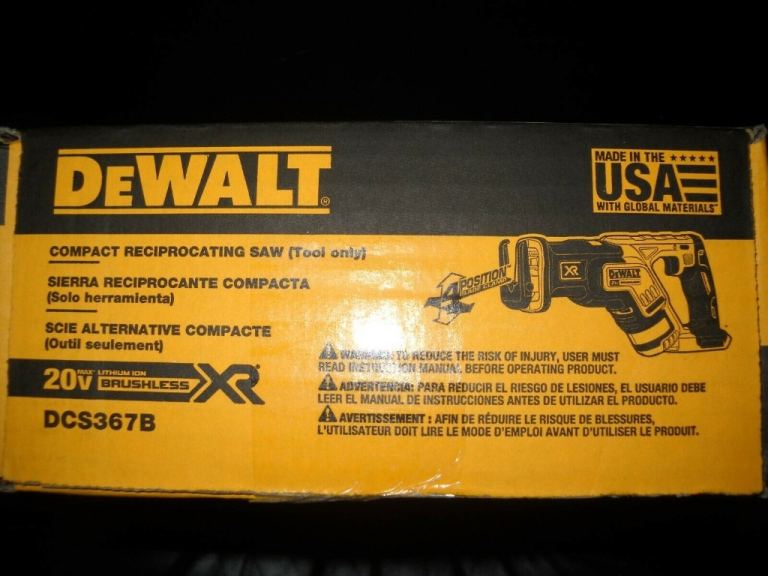 DEWALT®
MADE IN THE ★★★★★
USA
WITH GLOBAL MATERIALS™
COMPACT RECIPROCATING SAW (Tool only)
SIERRA RECIPROCANTE COMPACTA
(Solo herramienta)
SCIE ALTERNATIVE COMPACTE
(Outil seulement)
20V MAX* LITHIUM ION
BRUSHLESS XR®
DCS367B
4 POSITION
XR
DEWALT
WARNING: TO REDUCE THE RISK OF INJURY, USER MUST
READ INSTRUCTION MANUAL BEFORE OPERATING PRODUCT.
ADVERTENCIA: PARA REDUCIR EL RIESGO DE LESIONES, EL USUARIO DEBE
LEER EL MANUAL DE INSTRUCCIONES ANTES DE UTILIZAR EL PRODUCTO.
AVERTISSEMENT : AFIN DE RÉDUIRE LE RISQUE DE BLESSURES,
L'UTILISATEUR DOIT LIRE LE MODE D'EMPLOI AVANT D'UTILISER LE PRODUIT.